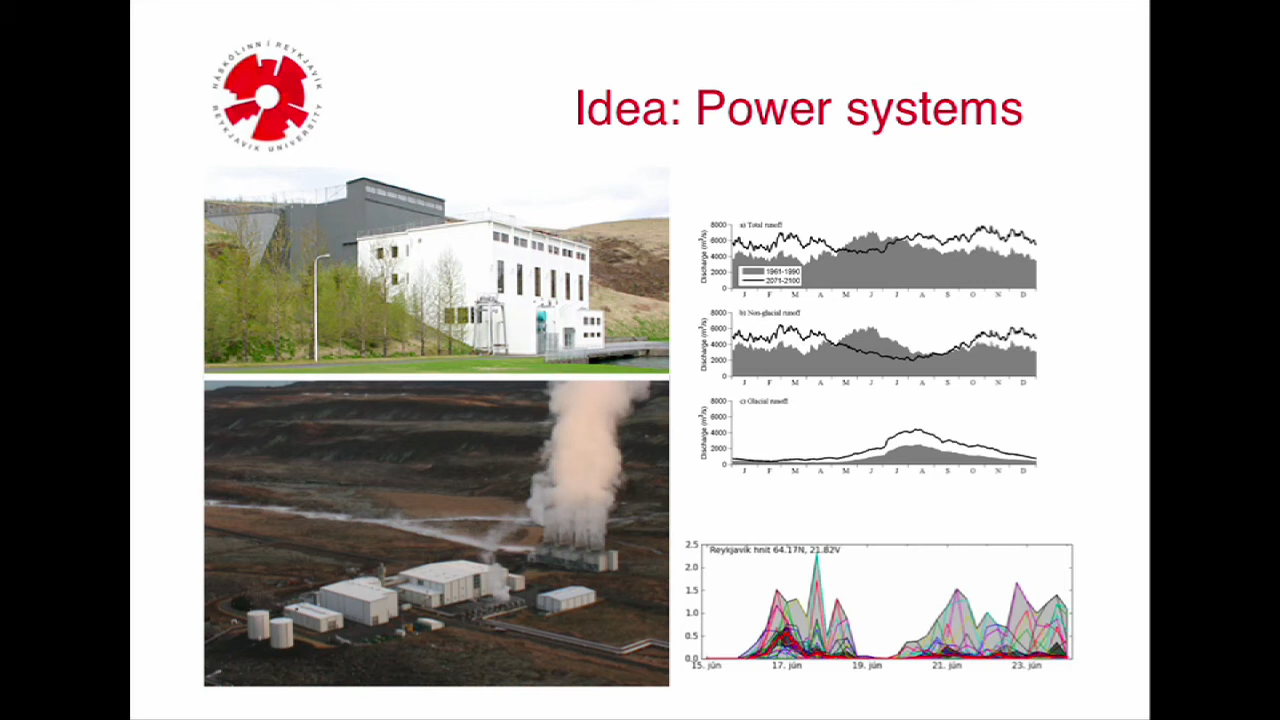 HÁSKÓLINN Í REYKJAVÍK
REYKJAVIK UNIVERSITY
Idea: Power systems
a) Total runoff
Discharge (m³/s)
8000
6000
4000
2000
0
1961-1990
2071-2100
J F M A M J J A S O N D
b) Non-glacial runoff
Discharge (m³/s)
8000
6000
4000
2000
0
J F M A M J J A S O N D
c) Glacial runoff
Discharge (m³/s)
8000
6000
4000
2000
0
J F M A M J J A S O N D
Reykjavík hnit 64.17N, 21.82V
2.5
2.0
1.5
1.0
0.5
0.0
15. jún 17. jún 19. jún 21. jún 23. jún